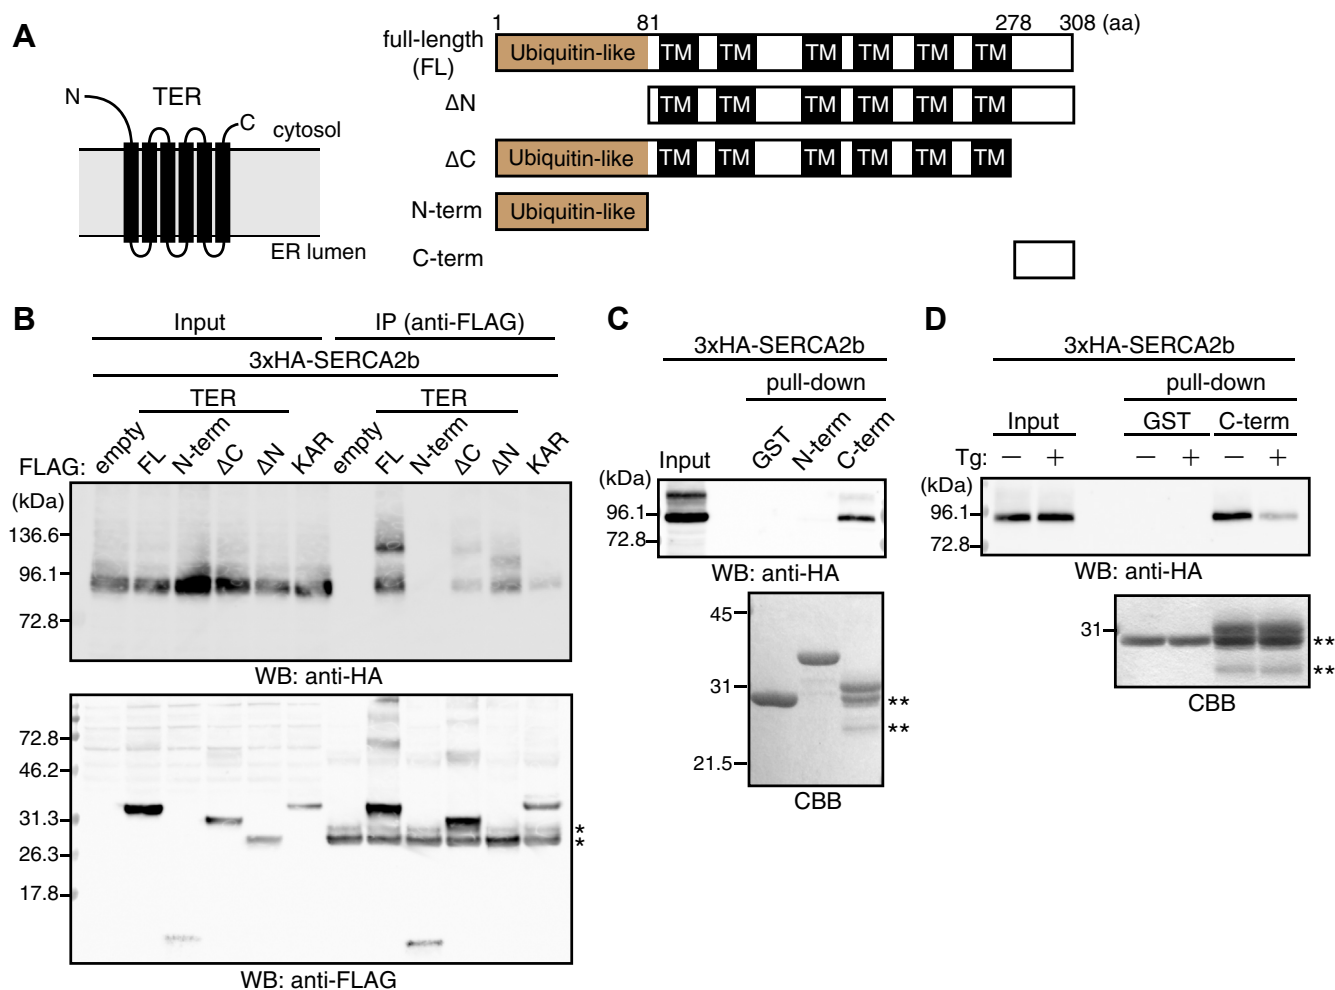 A
N
TER
C
cytosol
ER lumen
1 81 278 308 (aa)
full-length
(FL)
Ubiquitin-like TM TM TM TM TM TM
ΔN
TM TM TM TM TM TM
ΔC
Ubiquitin-like TM TM TM TM TM TM
N-term
Ubiquitin-like
C-term
B
Input IP (anti-FLAG)
3xHA-SERCA2b
TER TER
FLAG: empty FL N-term ΔC ΔN KAR empty FL N-term ΔC ΔN KAR
(kDa)
136.6
96.1
72.8
WB: anti-HA
72.8
46.2
31.3
*
*
26.3
17.8
WB: anti-FLAG
C
3xHA-SERCA2b
pull-down
Input GST N-term C-term
(kDa)
96.1
72.8
WB: anti-HA
45
31
**
**
21.5
CBB
D
3xHA-SERCA2b
pull-down
Input GST C-term
Tg: − + − + − +
(kDa)
96.1
72.8
WB: anti-HA
31
**
**
CBB